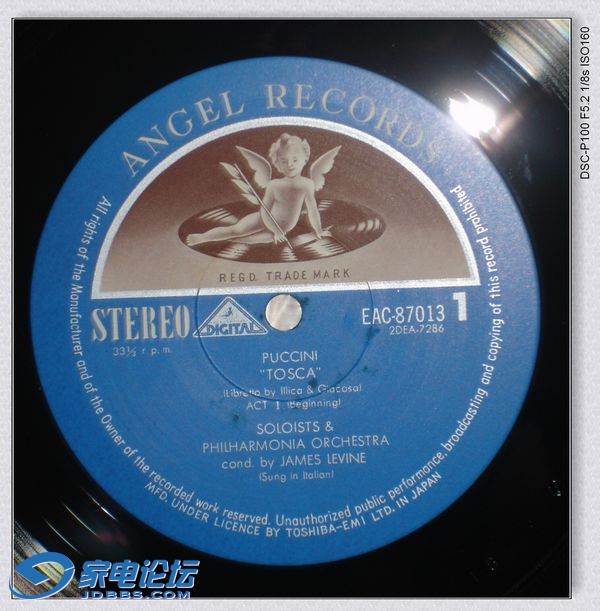 ANGEL RECORDS
REGD. TRADE MARK
STEREO
33⅓ r.p.m.
DIGITAL
EAC-87013 1
2DEA-7286
PUCCINI
"TOSCA"
(Libretto by Illica & Giacosa)
ACT 1 (Beginning)
SOLOISTS &
PHILHARMONIA ORCHESTRA
cond. by JAMES LEVINE
(Sung in Italian)
All rights of the Manufacturer and of the Owner of the recorded work reserved. Unauthorized public performance, broadcasting and copying of this record prohibited
MFD. UNDER LICENCE BY TOSHIBA-EMI LTD. IN JAPAN
DSC-P100 F5.2 1/8s ISO160
家电论坛
JDBBS.COM